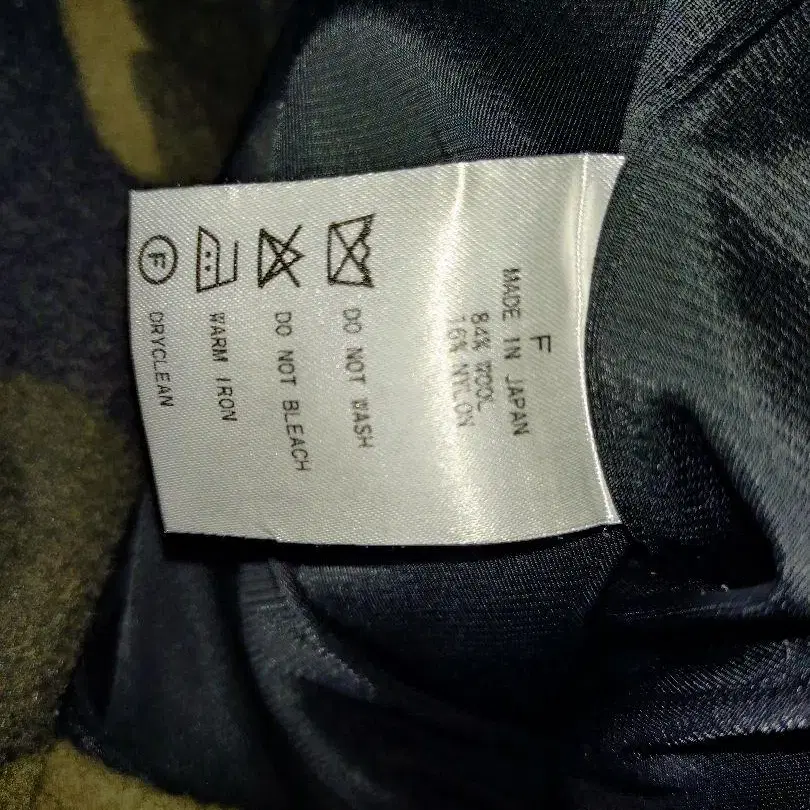 F
MADE IN JAPAN
84% WOOL
16% NYLON
DO NOT WASH
DO NOT BLEACH
WARM IRON
F DRYCLEAN